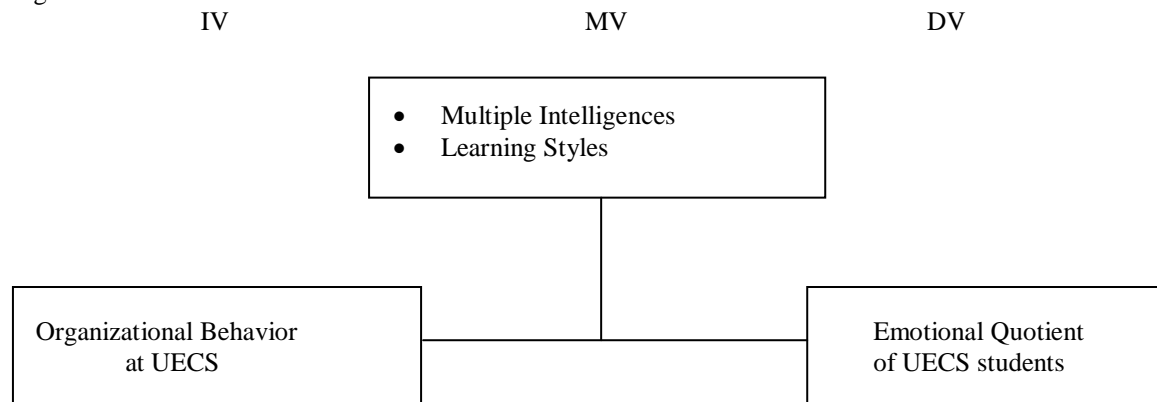 IV MV DV
• Multiple Intelligences
• Learning Styles
Organizational Behavior
at UECS
Emotional Quotient
of UECS students